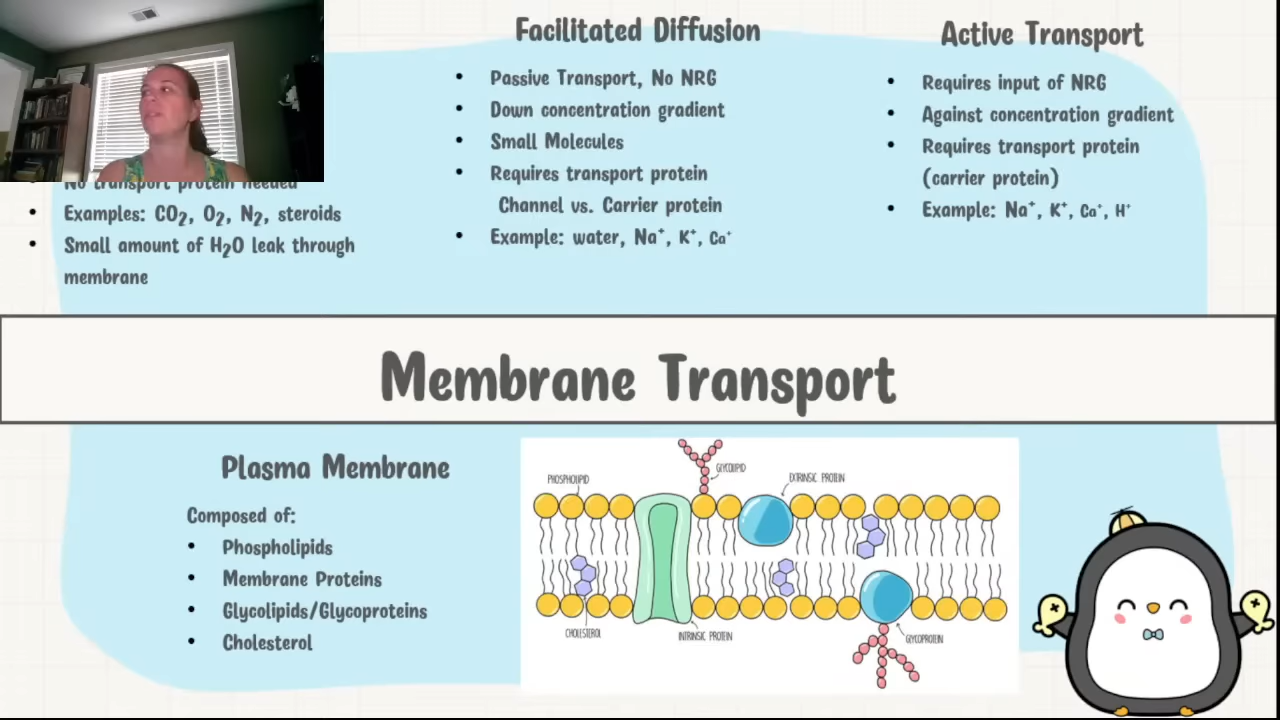 No transport protein needed
Examples: CO₂, O₂, N₂, steroids
Small amount of H₂O leak through
membrane
Facilitated Diffusion
Passive Transport, No NRG
Down concentration gradient
Small Molecules
Requires transport protein
Channel vs. Carrier protein
Example: water, Na⁺, K⁺, Ca⁺
Active Transport
Requires input of NRG
Against concentration gradient
Requires transport protein
(carrier protein)
Example: Na⁺, K⁺, Ca⁺, H⁺
Membrane Transport
Plasma Membrane
Composed of:
Phospholipids
Membrane Proteins
Glycolipids/Glycoproteins
Cholesterol
PHOSPHOLIPID
GLYCOLIPID
EXTRINSIC PROTEIN
CHOLESTEROL
INTRINSIC PROTEIN
GLYCOPROTEIN